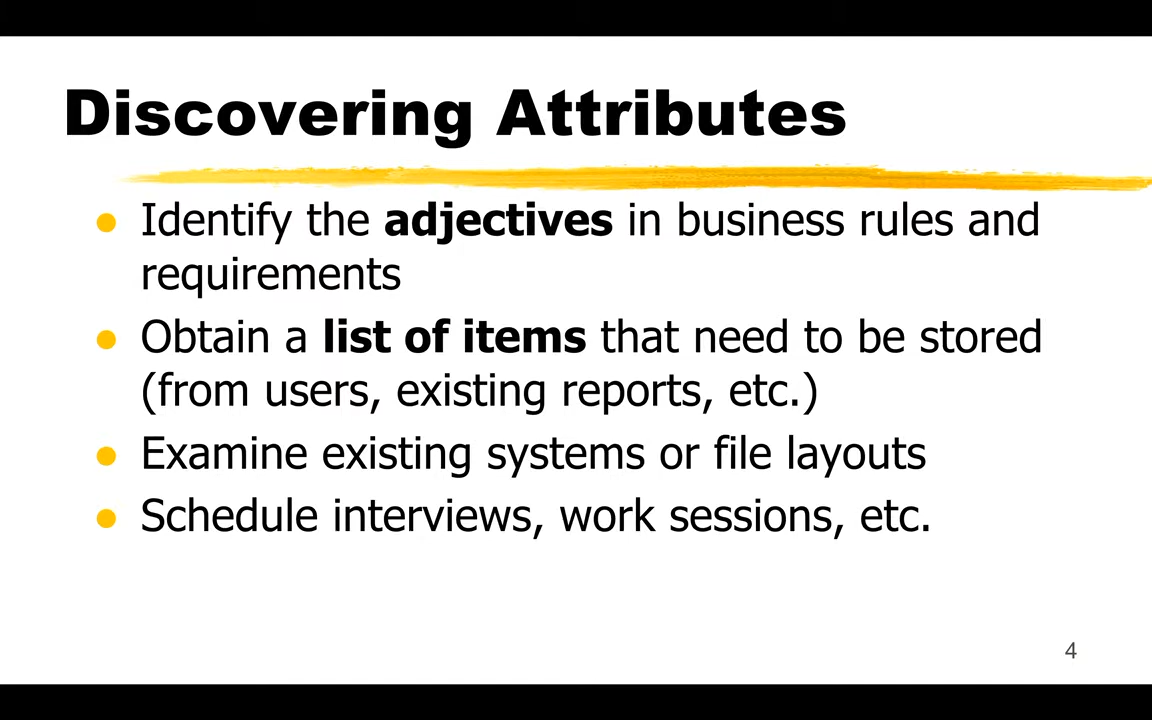 Discovering Attributes
● Identify the adjectives in business rules and
requirements
● Obtain a list of items that need to be stored
(from users, existing reports, etc.)
● Examine existing systems or file layouts
● Schedule interviews, work sessions, etc.
4